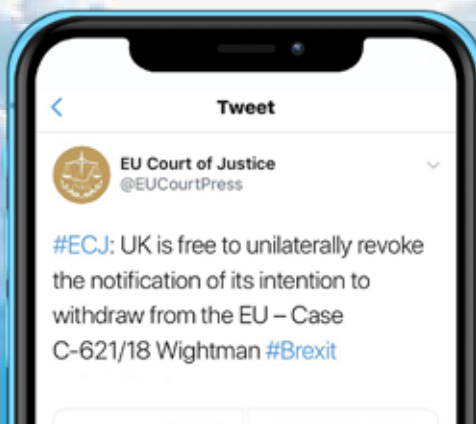 Tweet
EU Court of Justice
@EUCourtPress
#ECJ: UK is free to unilaterally revoke
the notification of its intention to
withdraw from the EU – Case
C-621/18 Wightman #Brexit